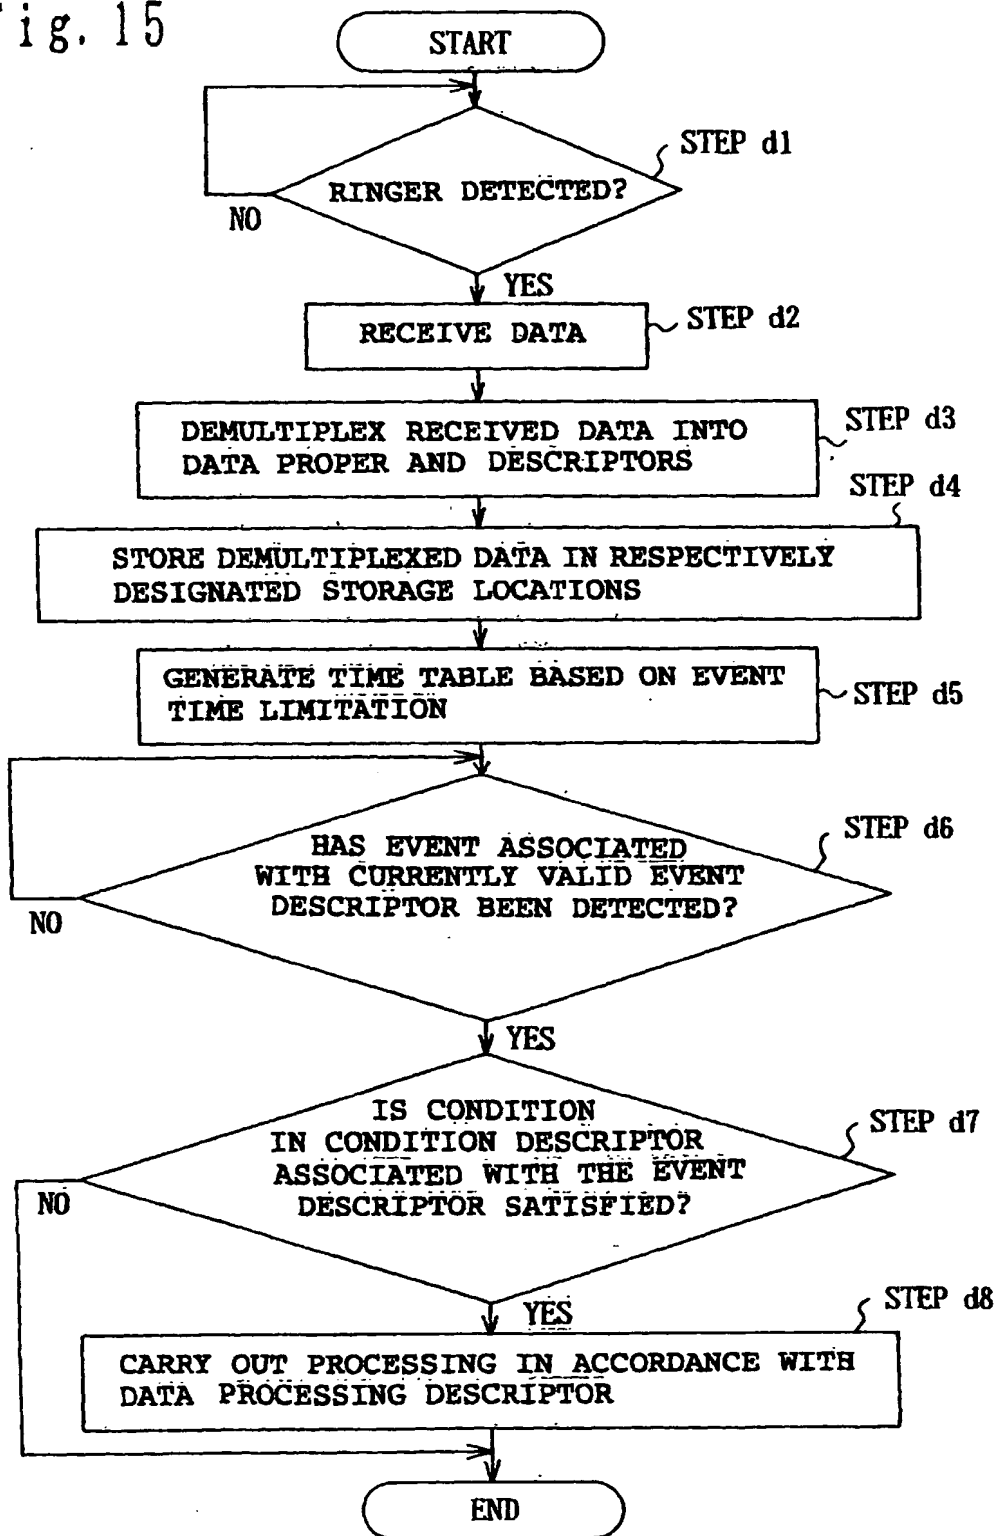 Fig. 15
START
STEP d1
RINGER DETECTED?
NO
YES
RECEIVE DATA
STEP d2
DEMULTIPLEX RECEIVED DATA INTO
DATA PROPER AND DESCRIPTORS
STEP d3
STEP d4
STORE DEMULTIPLEXED DATA IN RESPECTIVELY
DESIGNATED STORAGE LOCATIONS
GENERATE TIME TABLE BASED ON EVENT
TIME LIMITATION
STEP d5
STEP d6
HAS EVENT ASSOCIATED
WITH CURRENTLY VALID EVENT
DESCRIPTOR BEEN DETECTED?
NO
YES
STEP d7
IS CONDITION
IN CONDITION DESCRIPTOR
ASSOCIATED WITH THE EVENT
DESCRIPTOR SATISFIED?
NO
YES
STEP d8
CARRY OUT PROCESSING IN ACCORDANCE WITH
DATA PROCESSING DESCRIPTOR
END